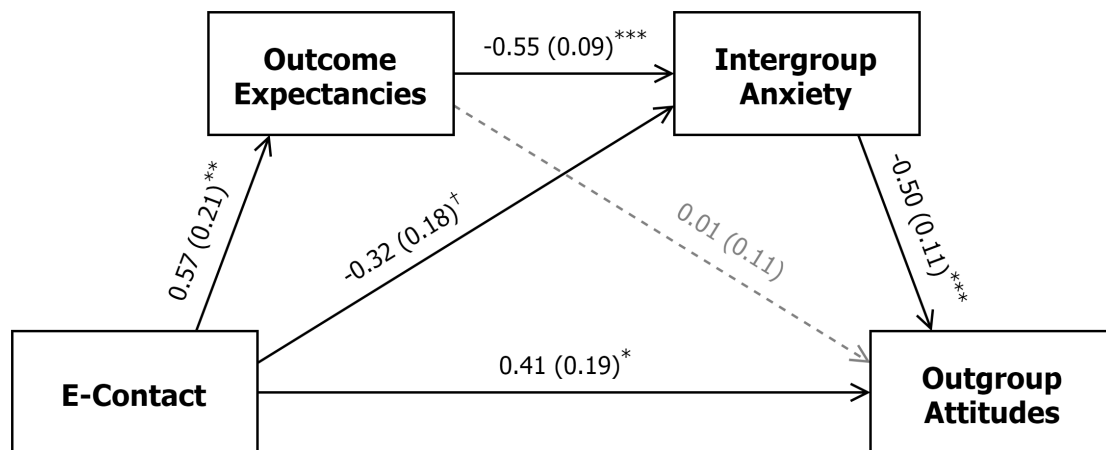 Outcome
Expectancies
-0.55 (0.09)***
Intergroup
Anxiety
0.57 (0.21)**
-0.32 (0.18)†
0.01 (0.11)
-0.50 (0.11)***
E-Contact
0.41 (0.19)*
Outgroup
Attitudes